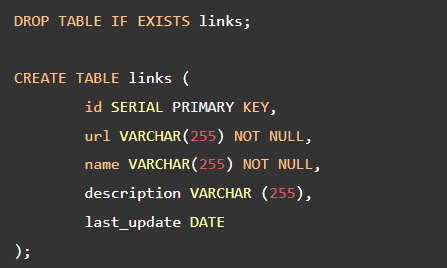 DROP TABLE IF EXISTS links;
CREATE TABLE links (
id SERIAL PRIMARY KEY,
url VARCHAR(255) NOT NULL,
name VARCHAR(255) NOT NULL,
description VARCHAR (255),
last_update DATE
);